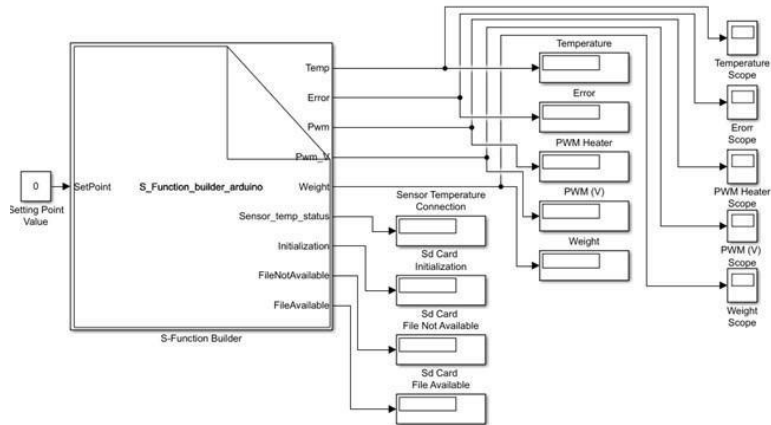 0
Setting Point
Value
SetPoint
S_Function_builder_arduino
S-Function Builder
Temp
Error
Pwm
Pwm_V
Weight
Sensor_temp_status
Initialization
FileNotAvailable
FileAvailable
Sensor Temperature
Connection
Sd Card
Initialization
Sd Card
File Not Available
Sd Card
File Available
Temperature
Error
PWM Heater
PWM (V)
Weight
Temperature
Scope
Erorr
Scope
PWM Heater
Scope
PWM (V)
Scope
Weight
Scope